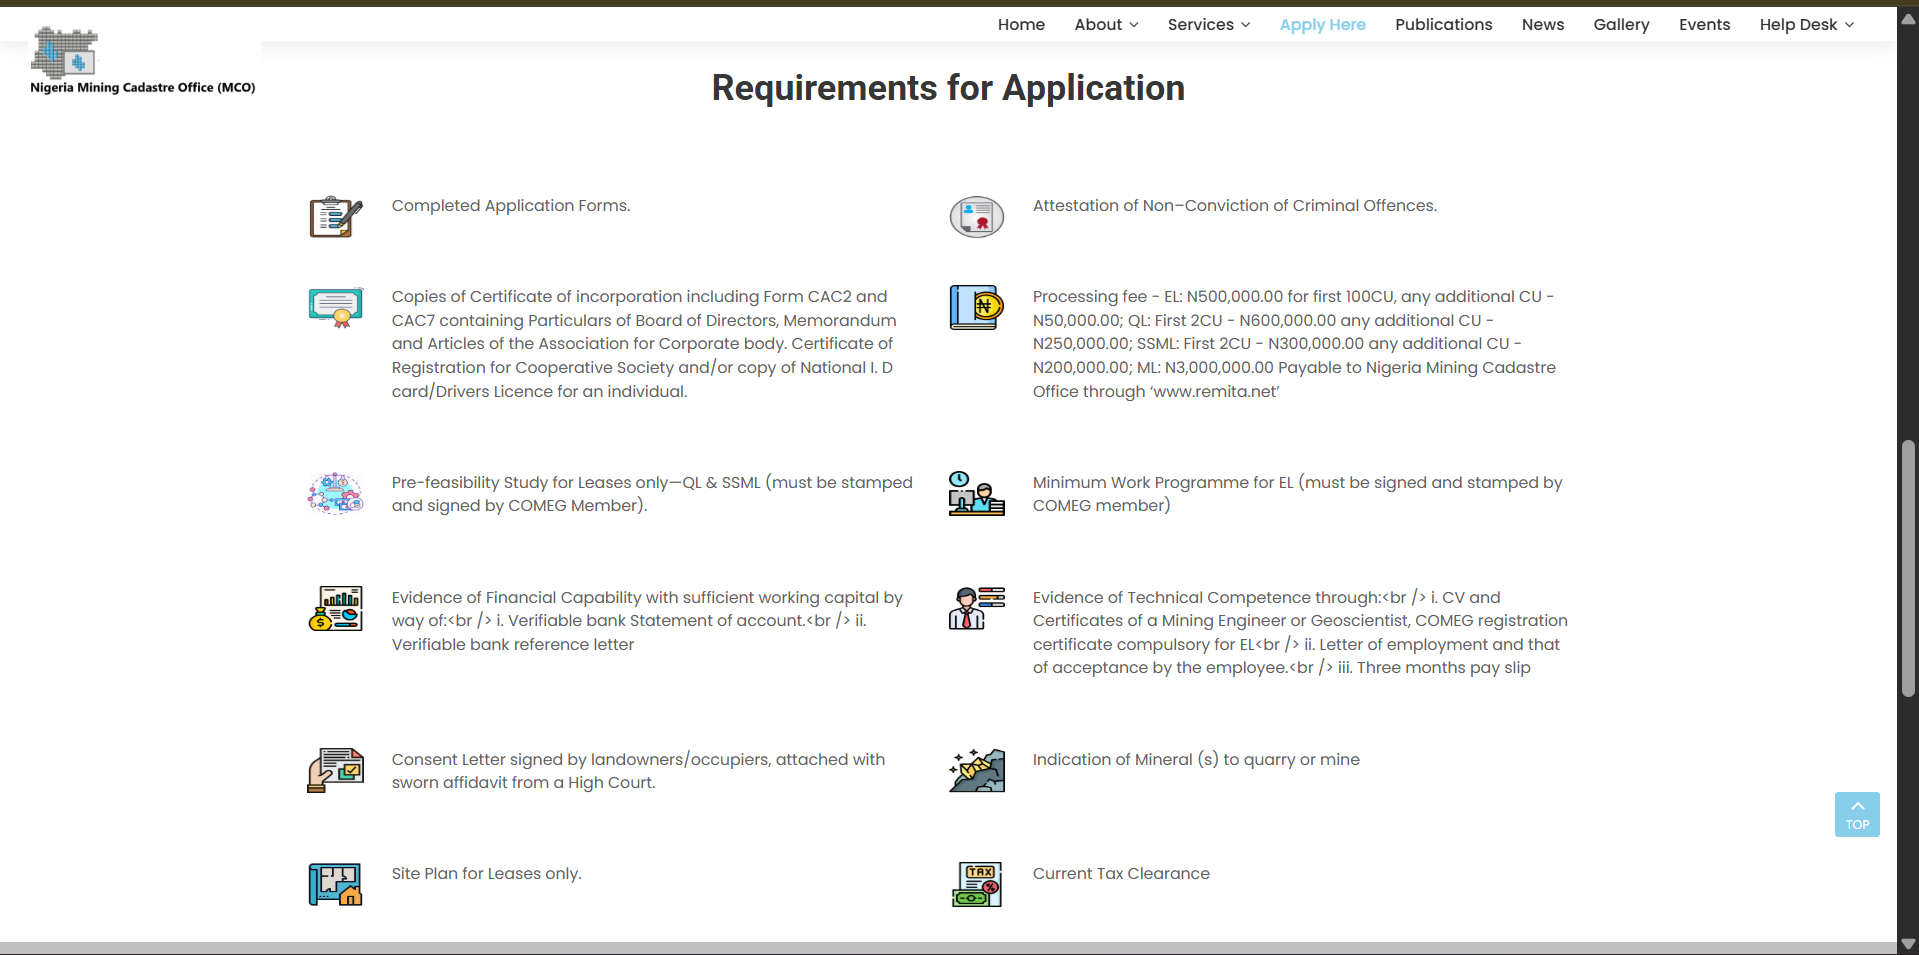 Home About Services Apply Here Publications News Gallery Events Help Desk
Nigeria Mining Cadastre Office (MCO)
Requirements for Application
Completed Application Forms.
Attestation of Non–Conviction of Criminal Offences.
Copies of Certificate of incorporation including Form CAC2 and
CAC7 containing Particulars of Board of Directors, Memorandum
and Articles of the Association for Corporate body. Certificate of
Registration for Cooperative Society and/or copy of National I. D
card/Drivers Licence for an individual.
Processing fee - EL: N500,000.00 for first 100CU, any additional CU -
N50,000.00; QL: First 2CU - N600,000.00 any additional CU -
N250,000.00; SSML: First 2CU - N300,000.00 any additional CU -
N200,000.00; ML: N3,000,000.00 Payable to Nigeria Mining Cadastre
Office through ‘www.remita.net’
Pre-feasibility Study for Leases only—QL & SSML (must be stamped
and signed by COMEG Member).
Minimum Work Programme for EL (must be signed and stamped by
COMEG member)
Evidence of Financial Capability with sufficient working capital by
way of:<br /> i. Verifiable bank Statement of account.<br /> ii.
Verifiable bank reference letter
Evidence of Technical Competence through:<br /> i. CV and
Certificates of a Mining Engineer or Geoscientist, COMEG registration
certificate compulsory for EL<br /> ii. Letter of employment and that
of acceptance by the employee.<br /> iii. Three months pay slip
Consent Letter signed by landowners/occupiers, attached with
sworn affidavit from a High Court.
Indication of Mineral (s) to quarry or mine
TOP
Site Plan for Leases only.
TAX
Current Tax Clearance